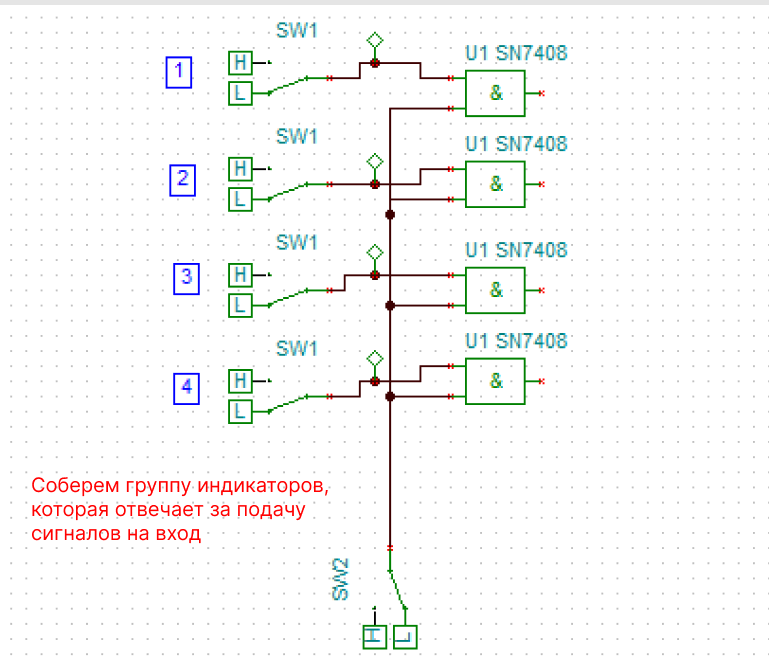 SW1
U1 SN7408
1
H
L
&
SW1
U1 SN7408
2
H
L
&
SW1
U1 SN7408
3
H
L
&
SW1
U1 SN7408
4
H
L
&
Соберем группу индикаторов,
которая отвечает за подачу
сигналов на вход
SW2
H
L